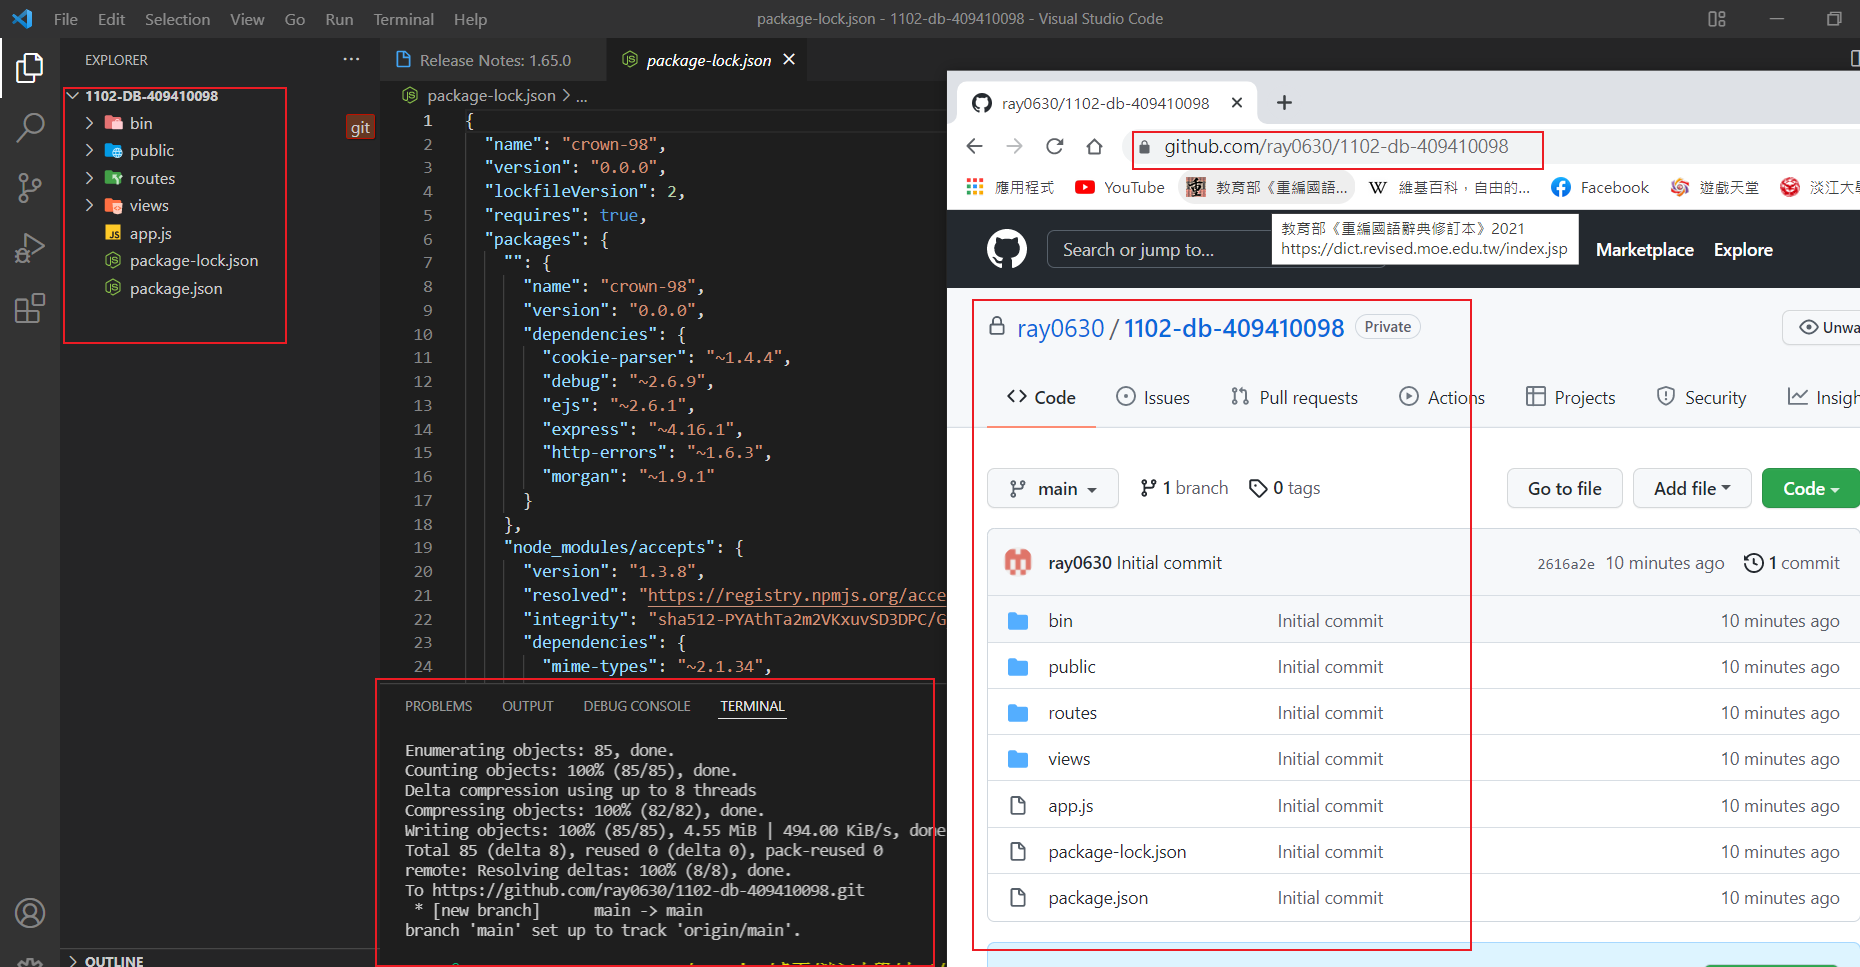 File Edit Selection View Go Run Terminal Help
package-lock.json - 1102-db-409410098 - Visual Studio Code
EXPLORER
1102-DB-409410098
bin
public
routes
views
app.js
package-lock.json
package.json
git
OUTLINE
Release Notes: 1.65.0
package-lock.json
package-lock.json > ...
1 {
2 "name": "crown-98",
3 "version": "0.0.0",
4 "lockfileVersion": 2,
5 "requires": true,
6 "packages": {
7 "": {
8 "name": "crown-98",
9 "version": "0.0.0",
10 "dependencies": {
11 "cookie-parser": "~1.4.4",
12 "debug": "~2.6.9",
13 "ejs": "~2.6.1",
14 "express": "~4.16.1",
15 "http-errors": "~1.6.3",
16 "morgan": "~1.9.1"
17 }
18 },
19 "node_modules/accepts": {
20 "version": "1.3.8",
21 "resolved": "https://registry.npmjs.org/acce
22 "integrity": "sha512-PYAthTa2m2VKxuvSD3DPC/G
23 "dependencies": {
24 "mime-types": "~2.1.34",
PROBLEMS OUTPUT DEBUG CONSOLE TERMINAL
Enumerating objects: 85, done.
Counting objects: 100% (85/85), done.
Delta compression using up to 8 threads
Compressing objects: 100% (82/82), done.
Writing objects: 100% (85/85), 4.55 MiB | 494.00 KiB/s, done
Total 85 (delta 8), reused 0 (delta 0), pack-reused 0
remote: Resolving deltas: 100% (8/8), done.
To https://github.com/ray0630/1102-db-409410098.git
* [new branch] main -> main
branch 'main' set up to track 'origin/main'.
ray0630/1102-db-409410098
github.com/ray0630/1102-db-409410098
應用程式 YouTube 教育部《重編國語... 維基百科，自由的... Facebook 遊戲天堂 淡江大
Search or jump to...
教育部《重編國語辭典修訂本》2021
https://dict.revised.moe.edu.tw/index.jsp
Marketplace Explore
ray0630 / 1102-db-409410098 Private
Unwa
Code Issues Pull requests Actions Projects Security Insigh
main 1 branch 0 tags Go to file Add file Code
ray0630 Initial commit 2616a2e 10 minutes ago 1 commit
bin Initial commit 10 minutes ago
public Initial commit 10 minutes ago
routes Initial commit 10 minutes ago
views Initial commit 10 minutes ago
app.js Initial commit 10 minutes ago
package-lock.json Initial commit 10 minutes ago
package.json Initial commit 10 minutes ago